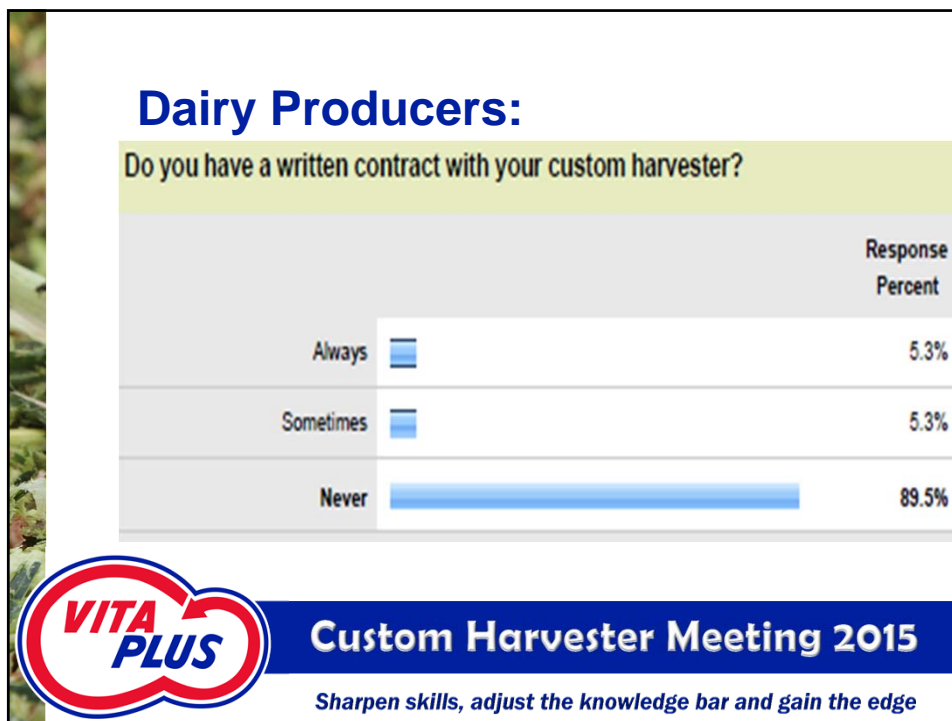 Dairy Producers:
Do you have a written contract with your custom harvester?
Response
Percent
Always 5.3%
Sometimes 5.3%
Never 89.5%
VITA
PLUS
Custom Harvester Meeting 2015
Sharpen skills, adjust the knowledge bar and gain the edge